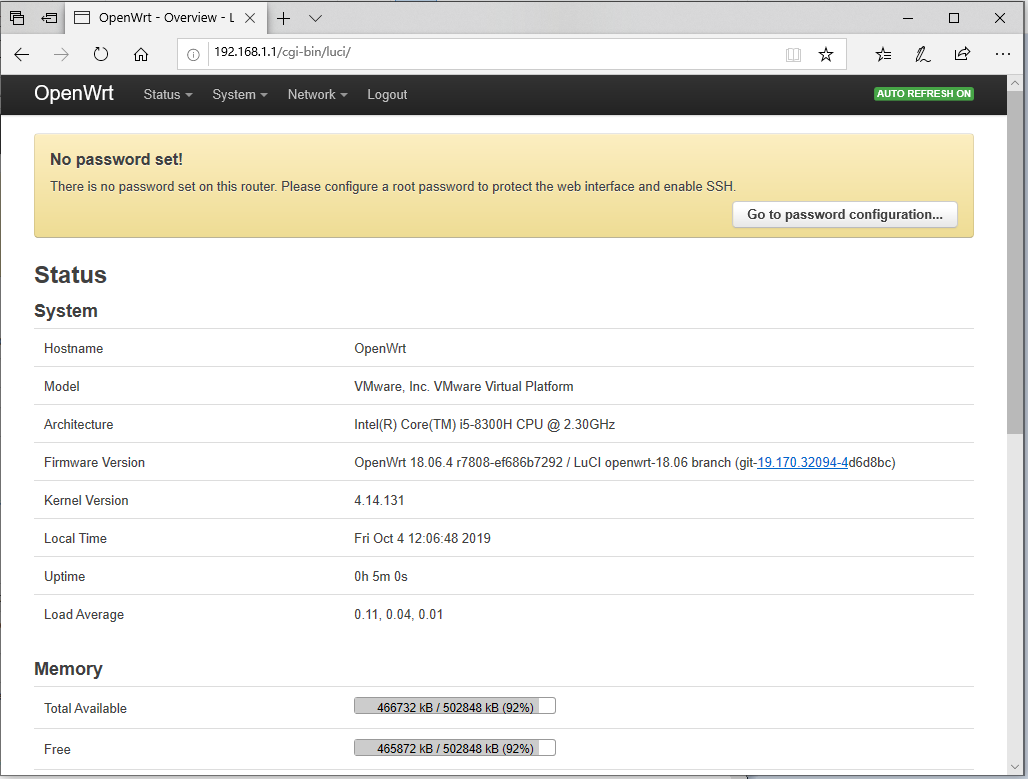 OpenWrt - Overview - L
192.168.1.1/cgi-bin/luci/
OpenWrt Status System Network Logout AUTO REFRESH ON
No password set!
There is no password set on this router. Please configure a root password to protect the web interface and enable SSH.
Go to password configuration...
Status
System
Hostname OpenWrt
Model VMware, Inc. VMware Virtual Platform
Architecture Intel(R) Core(TM) i5-8300H CPU @ 2.30GHz
Firmware Version OpenWrt 18.06.4 r7808-ef686b7292 / LuCI openwrt-18.06 branch (git-19.170.32094-4d6d8bc)
Kernel Version 4.14.131
Local Time Fri Oct 4 12:06:48 2019
Uptime 0h 5m 0s
Load Average 0.11, 0.04, 0.01
Memory
Total Available 466732 kB / 502848 kB (92%)
Free 465872 kB / 502848 kB (92%)